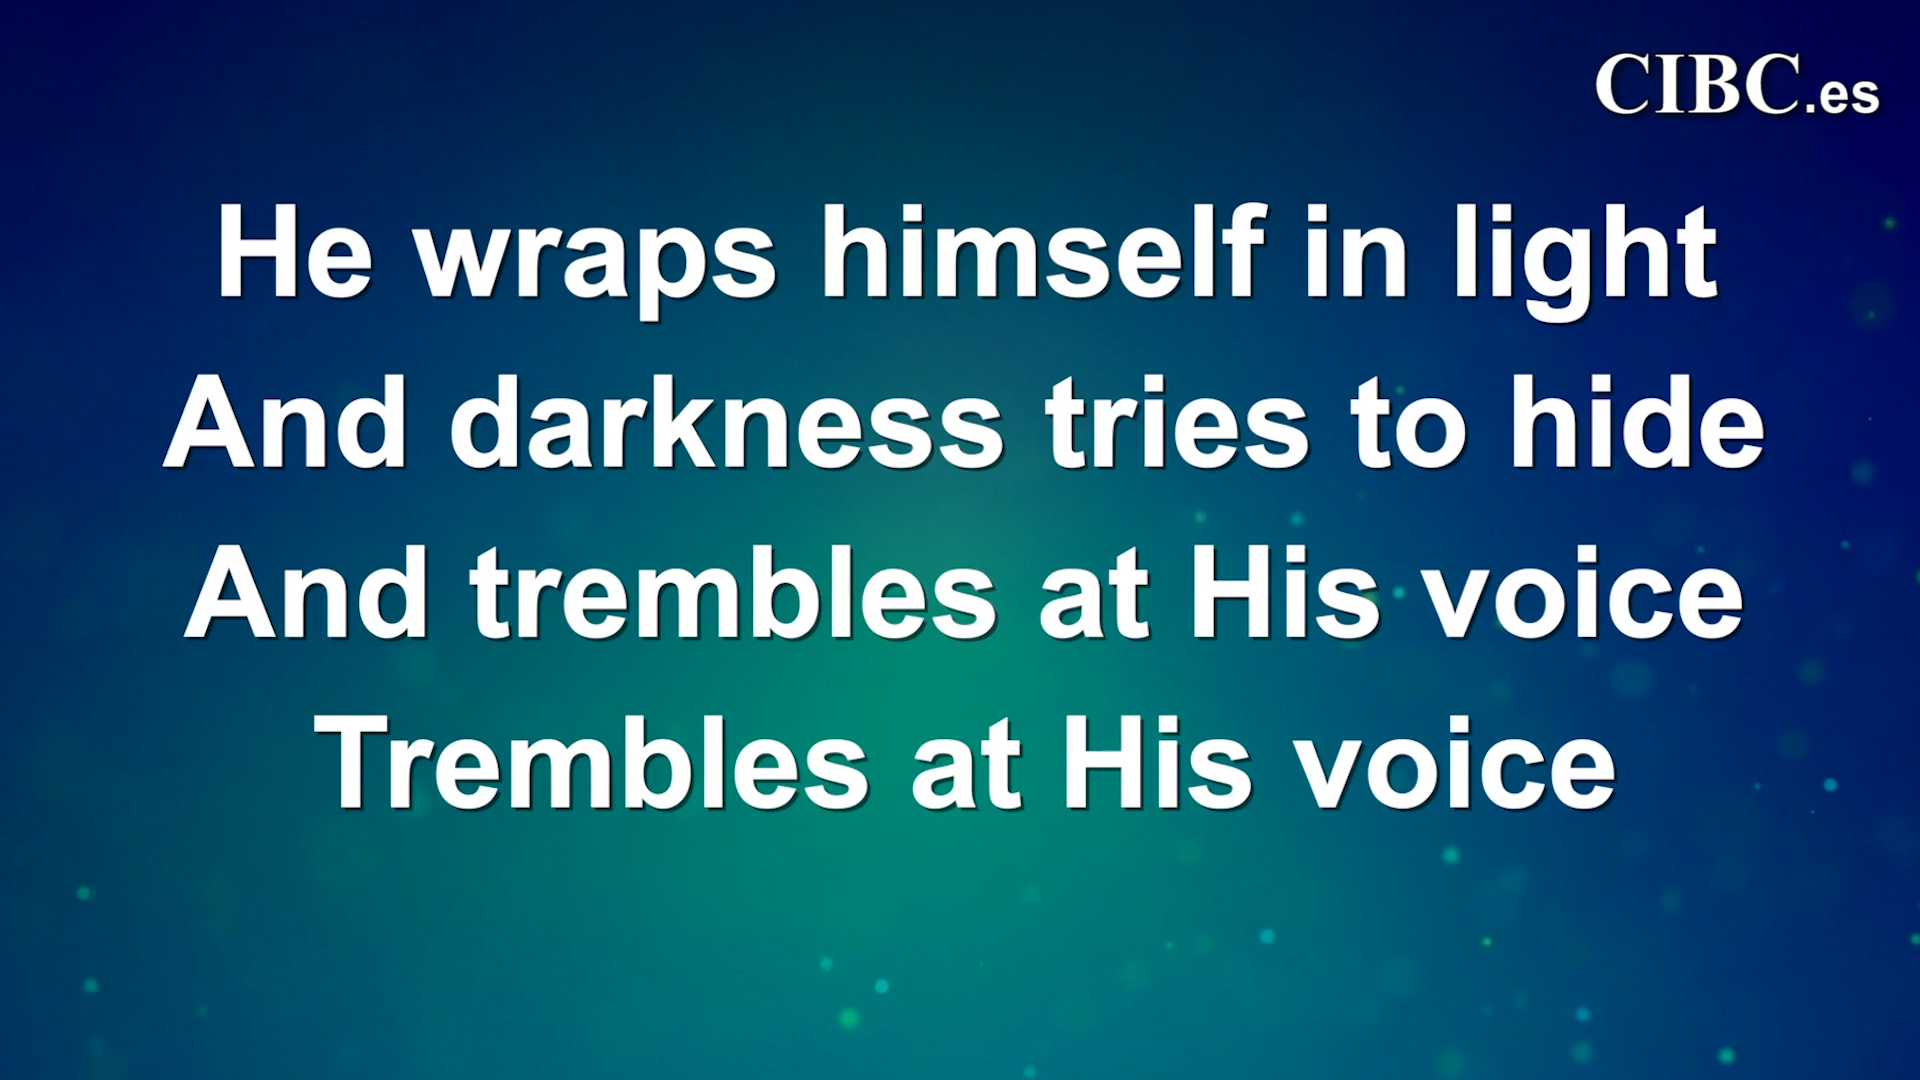 CIBC.es
He wraps himself in light
And darkness tries to hide
And trembles at His voice
Trembles at His voice